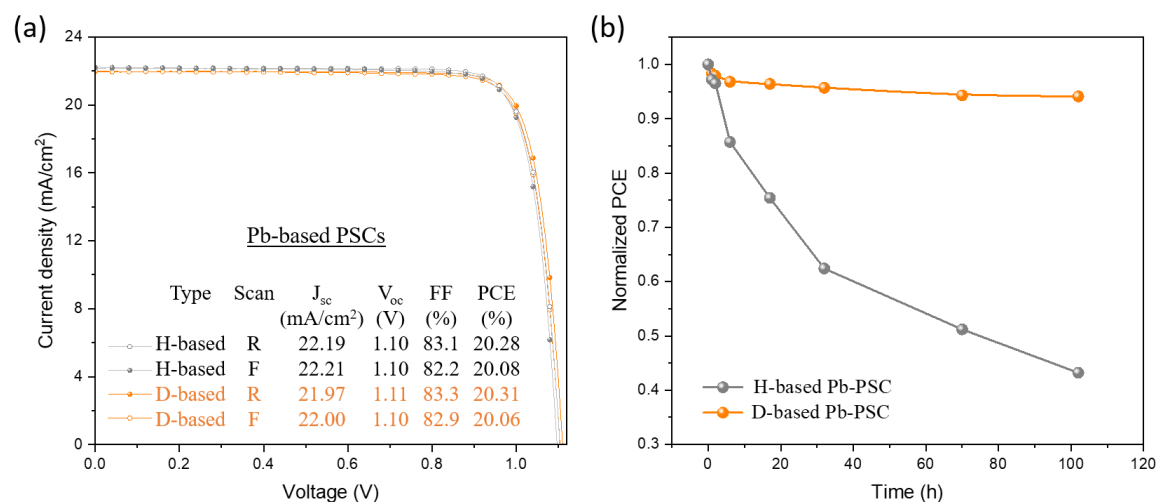 (a)
24
20
16
12
8
4
0
Current density (mA/cm²)
0.0 0.2 0.4 0.6 0.8 1.0
Voltage (V)
Pb-based PSCs
Type Scan Jsc (mA/cm²) Voc (V) FF (%) PCE (%)
H-based R 22.19 1.10 83.1 20.28
H-based F 22.21 1.10 82.2 20.08
D-based R 21.97 1.11 83.3 20.31
D-based F 22.00 1.10 82.9 20.06
(b)
1.0
0.9
0.8
0.7
0.6
0.5
0.4
0.3
Normalized PCE
H-based Pb-PSC
D-based Pb-PSC
0 20 40 60 80 100 120
Time (h)